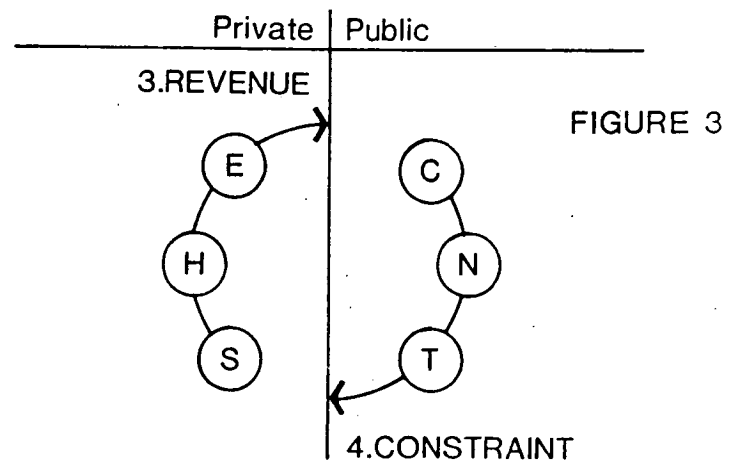 Private Public
3.REVENUE
FIGURE 3
E
C
H
N
S
T
4.CONSTRAINT